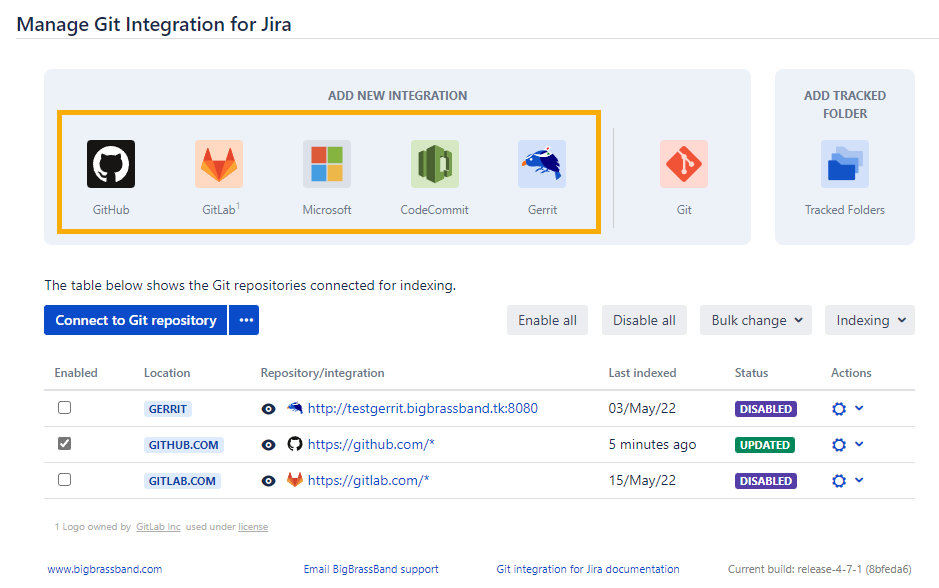 Manage Git Integration for Jira
ADD NEW INTEGRATION
GitHub
GitLab1
Microsoft
CodeCommit
Gerrit
Git
ADD TRACKED
FOLDER
Tracked Folders
The table below shows the Git repositories connected for indexing.
Connect to Git repository ••• Enable all Disable all Bulk change Indexing
Enabled Location Repository/integration Last indexed Status Actions
GERRIT http://testgerrit.bigbrassband.tk:8080 03/May/22 DISABLED
GITHUB.COM https://github.com/* 5 minutes ago UPDATED
GITLAB.COM https://gitlab.com/* 15/May/22 DISABLED
1 Logo owned by GitLab Inc used under license
www.bigbrassband.com Email BigBrassBand support Git integration for Jira documentation Current build: release-4-7-1 (8bfeda6)